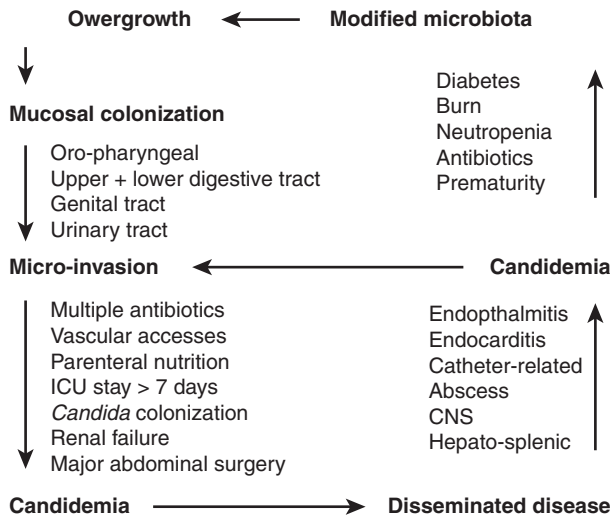 Owergrowth
Modified microbiota
Mucosal colonization
Oro-pharyngeal
Upper + lower digestive tract
Genital tract
Urinary tract
Diabetes
Burn
Neutropenia
Antibiotics
Prematurity
Micro-invasion
Candidemia
Multiple antibiotics
Vascular accesses
Parenteral nutrition
ICU stay > 7 days
Candida colonization
Renal failure
Major abdominal surgery
Endopthalmitis
Endocarditis
Catheter-related
Abscess
CNS
Hepato-splenic
Candidemia
Disseminated disease